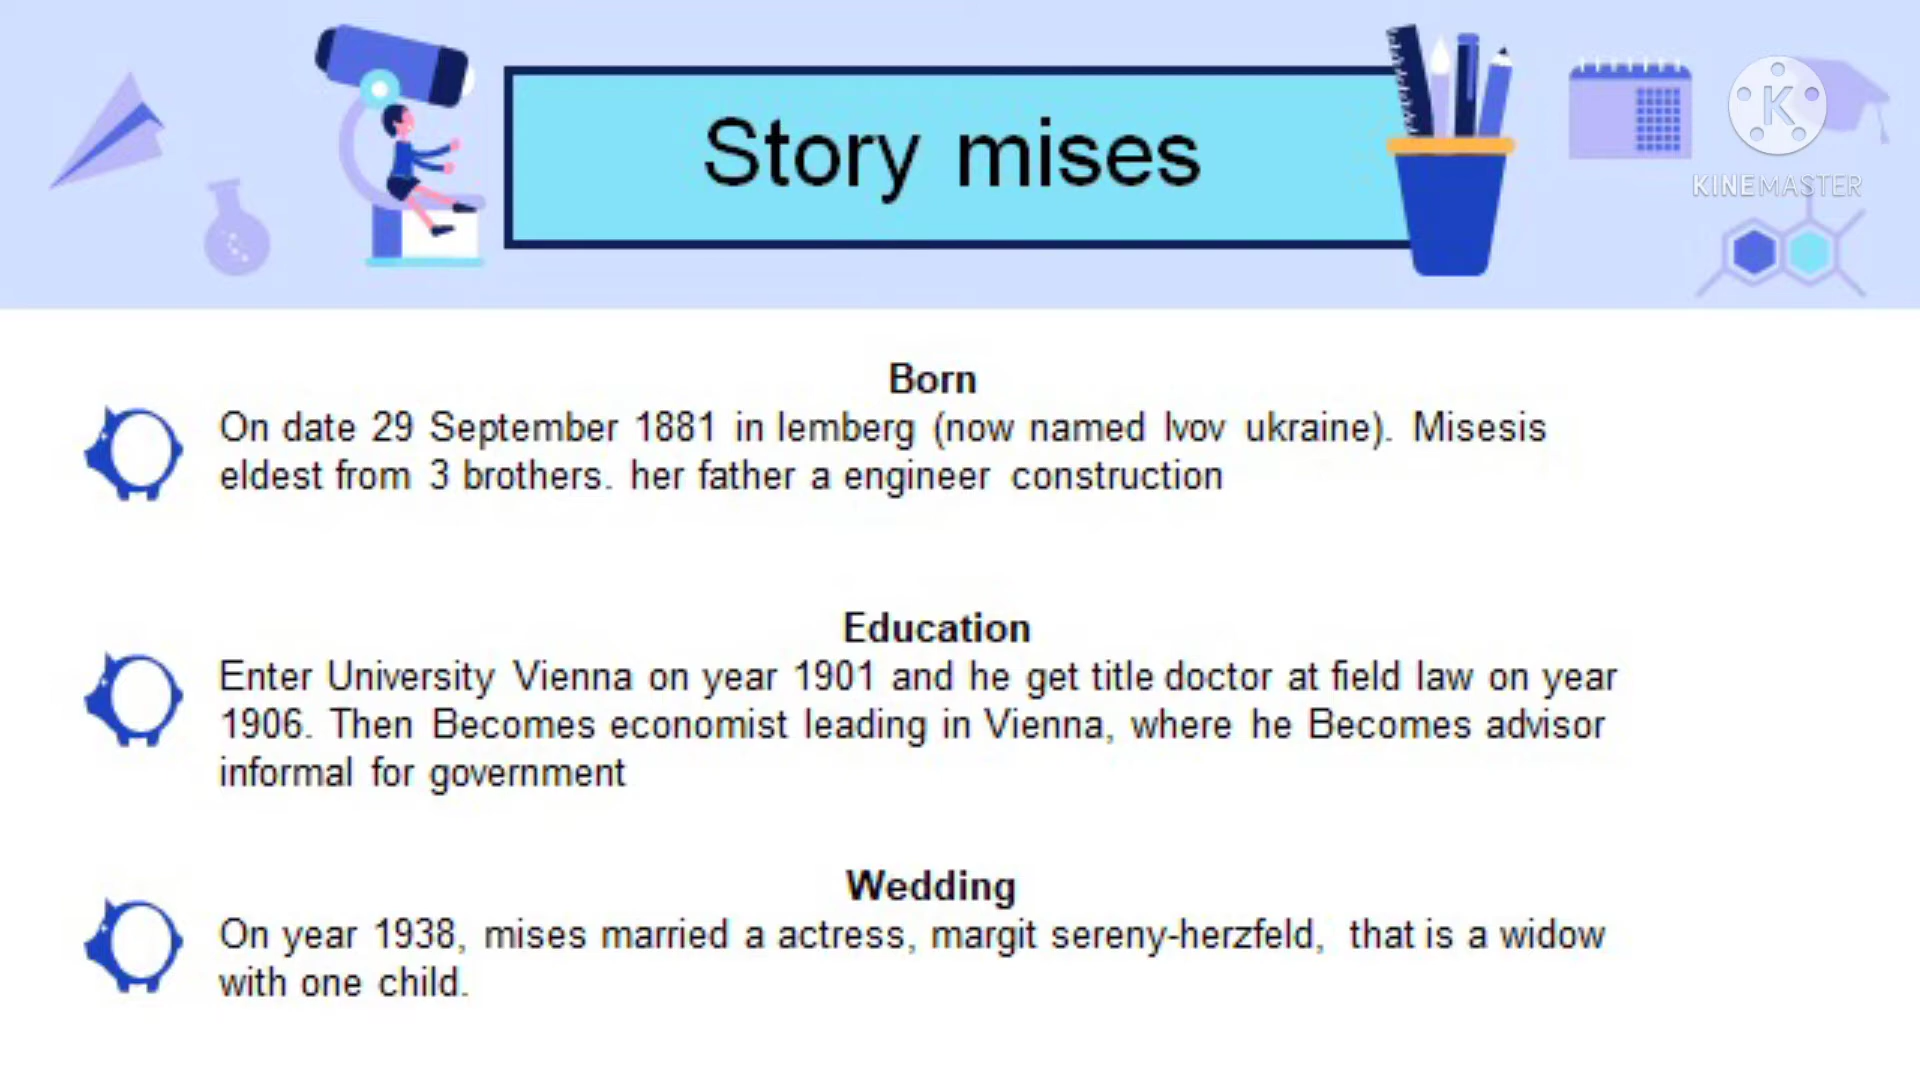 Story mises
KINEMASTER
Born
On date 29 September 1881 in lemberg (now named lvov ukraine). Misesis
eldest from 3 brothers. her father a engineer construction
Education
Enter University Vienna on year 1901 and he get title doctor at field law on year
1906. Then Becomes economist leading in Vienna, where he Becomes advisor
informal for government
Wedding
On year 1938, mises married a actress, margit sereny-herzfeld, that is a widow
with one child.